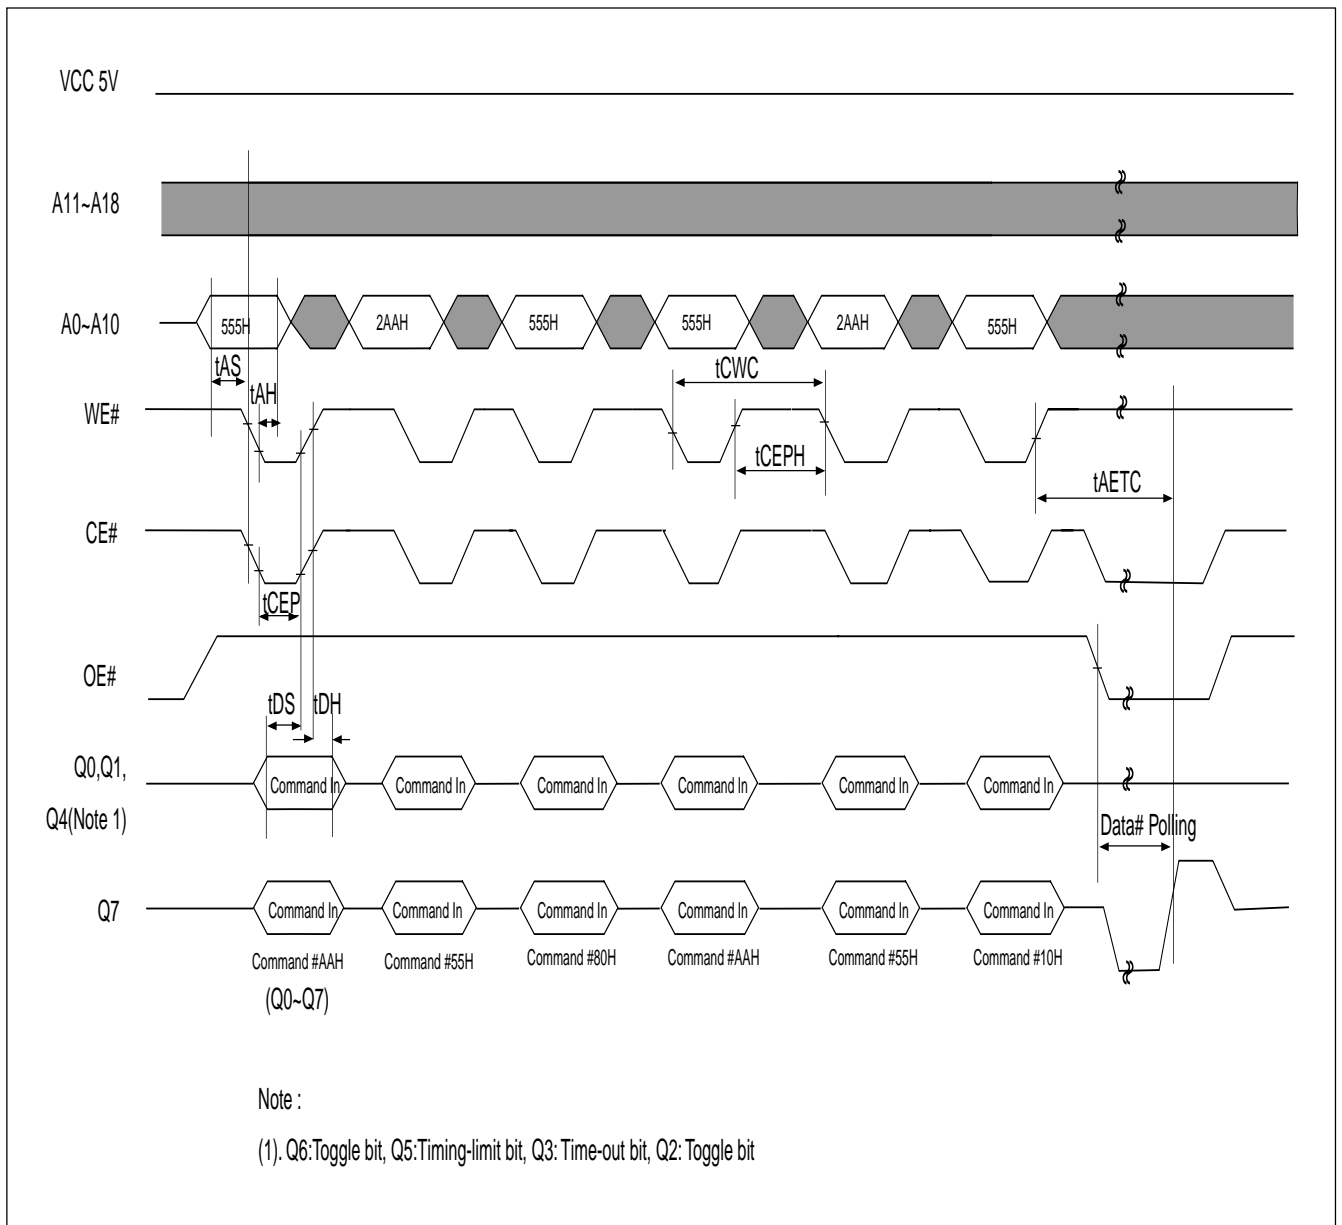 VCC 5V
A11~A18
A0~A10
555H
2AAH
555H
555H
2AAH
555H
tAS
tAH
tCWC
WE#
tCEPH
tAETC
CE#
tCEP
OE#
tDS
tDH
Q0,Q1,
Q4(Note 1)
Command In
Command In
Command In
Command In
Command In
Command In
Data# Polling
Q7
Command In
Command In
Command In
Command In
Command In
Command In
Command #AAH
Command #55H
Command #80H
Command #AAH
Command #55H
Command #10H
(Q0~Q7)
Note :
(1). Q6:Toggle bit, Q5:Timing-limit bit, Q3: Time-out bit, Q2: Toggle bit